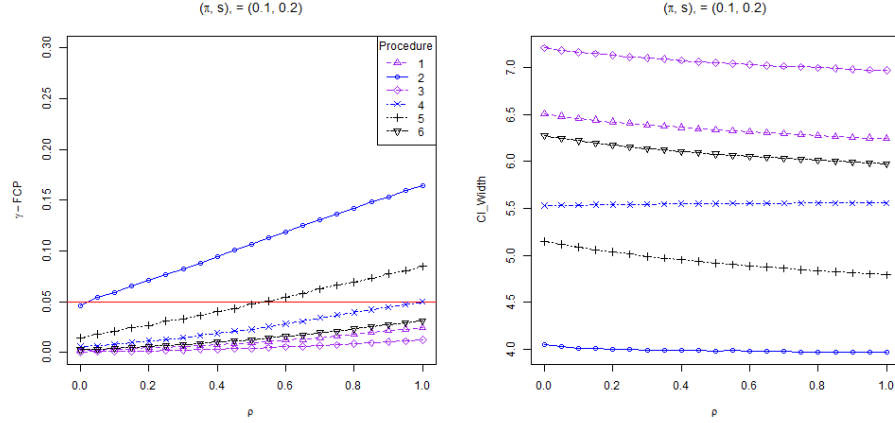 (π, s), = (0.1, 0.2)
γ−FCP
0.30
0.25
0.20
0.15
0.10
0.05
0.00
Procedure
1
2
3
4
5
6
0.0 0.2 0.4 0.6 0.8 1.0
ρ
(π, s), = (0.1, 0.2)
CI_Width
7.0
6.5
6.0
5.5
5.0
4.5
4.0
0.0 0.2 0.4 0.6 0.8 1.0
ρ